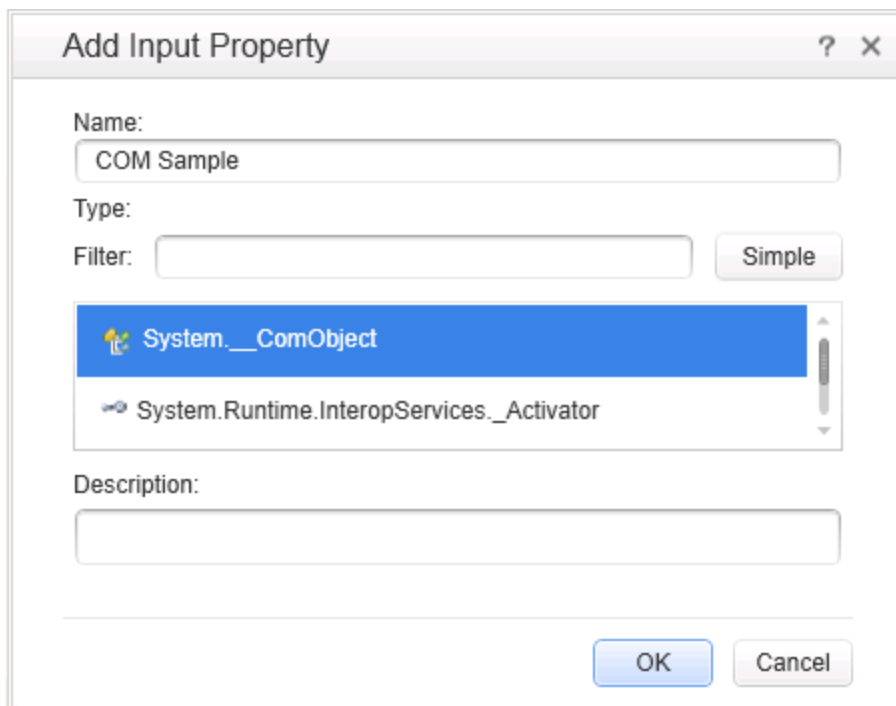 Add Input Property ?
Name:
COM Sample
Type:
Filter: Simple
System.__ComObject
System.Runtime.InteropServices._Activator
Description:
OK Cancel